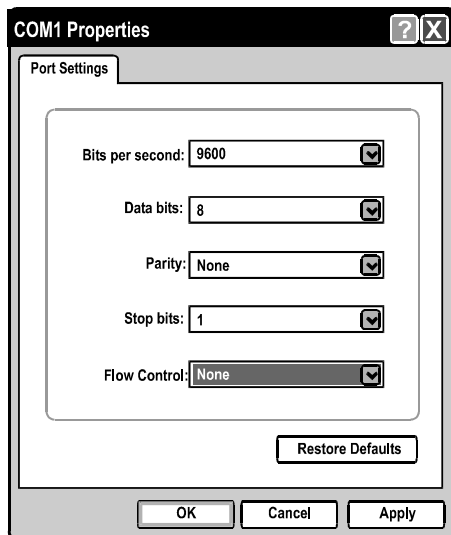 COM1 Properties ? X
Port Settings
Bits per second: 9600
Data bits: 8
Parity: None
Stop bits: 1
Flow Control: None
Restore Defaults
OK Cancel Apply